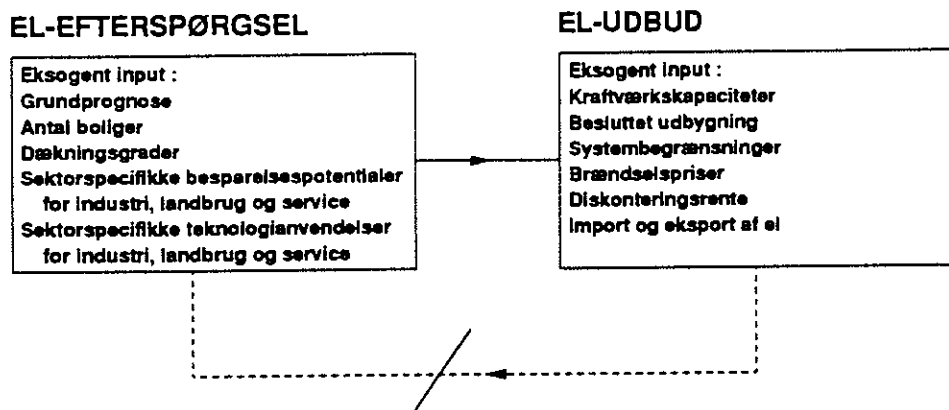 EL-EFTERSPØRGSEL
Eksogent input :
Grundprognose
Antal boliger
Dækningsgrader
Sektorspecifikke besparelsespotentialer
for industri, landbrug og service
Sektorspecifikke teknologianvendelser
for industri, landbrug og service
EL-UDBUD
Eksogent input :
Kraftværkskapaciteter
Besluttet udbygning
Systembegrænsninger
Brændselspriser
Diskonteringsrente
Import og eksport af el